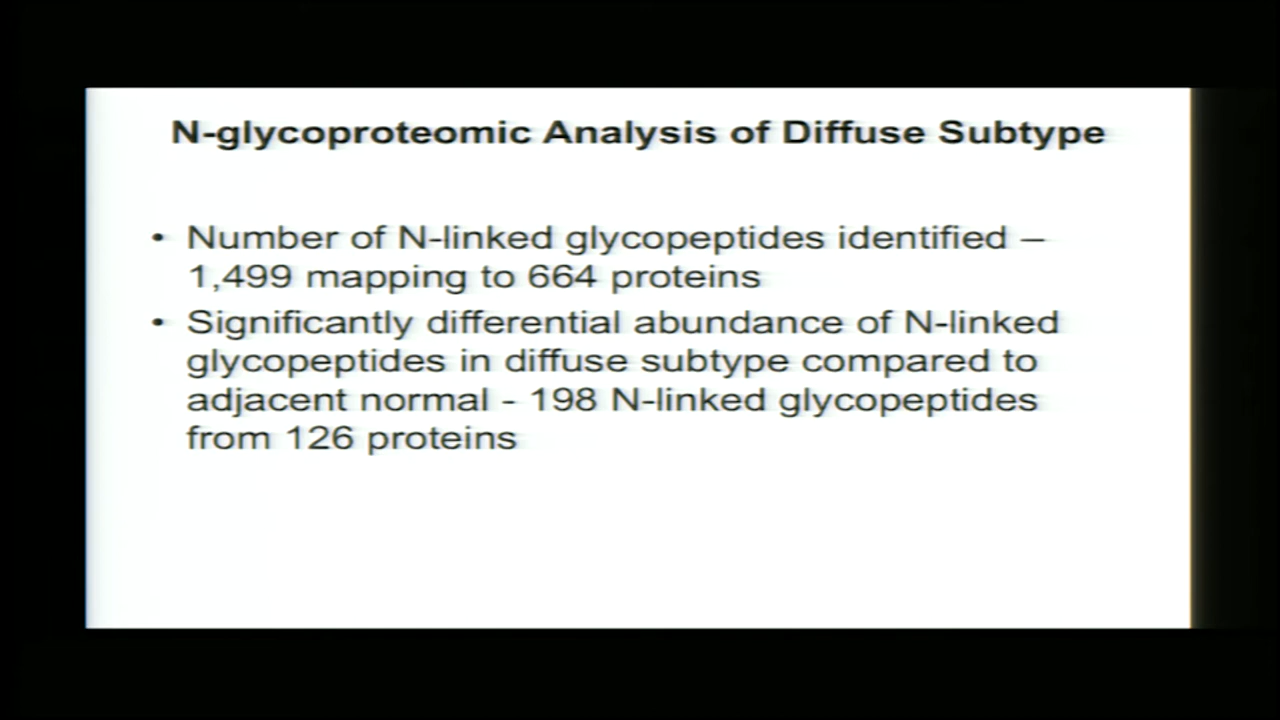 N-glycoproteomic Analysis of Diffuse Subtype
• Number of N-linked glycopeptides identified –
1,499 mapping to 664 proteins
• Significantly differential abundance of N-linked
glycopeptides in diffuse subtype compared to
adjacent normal - 198 N-linked glycopeptides
from 126 proteins